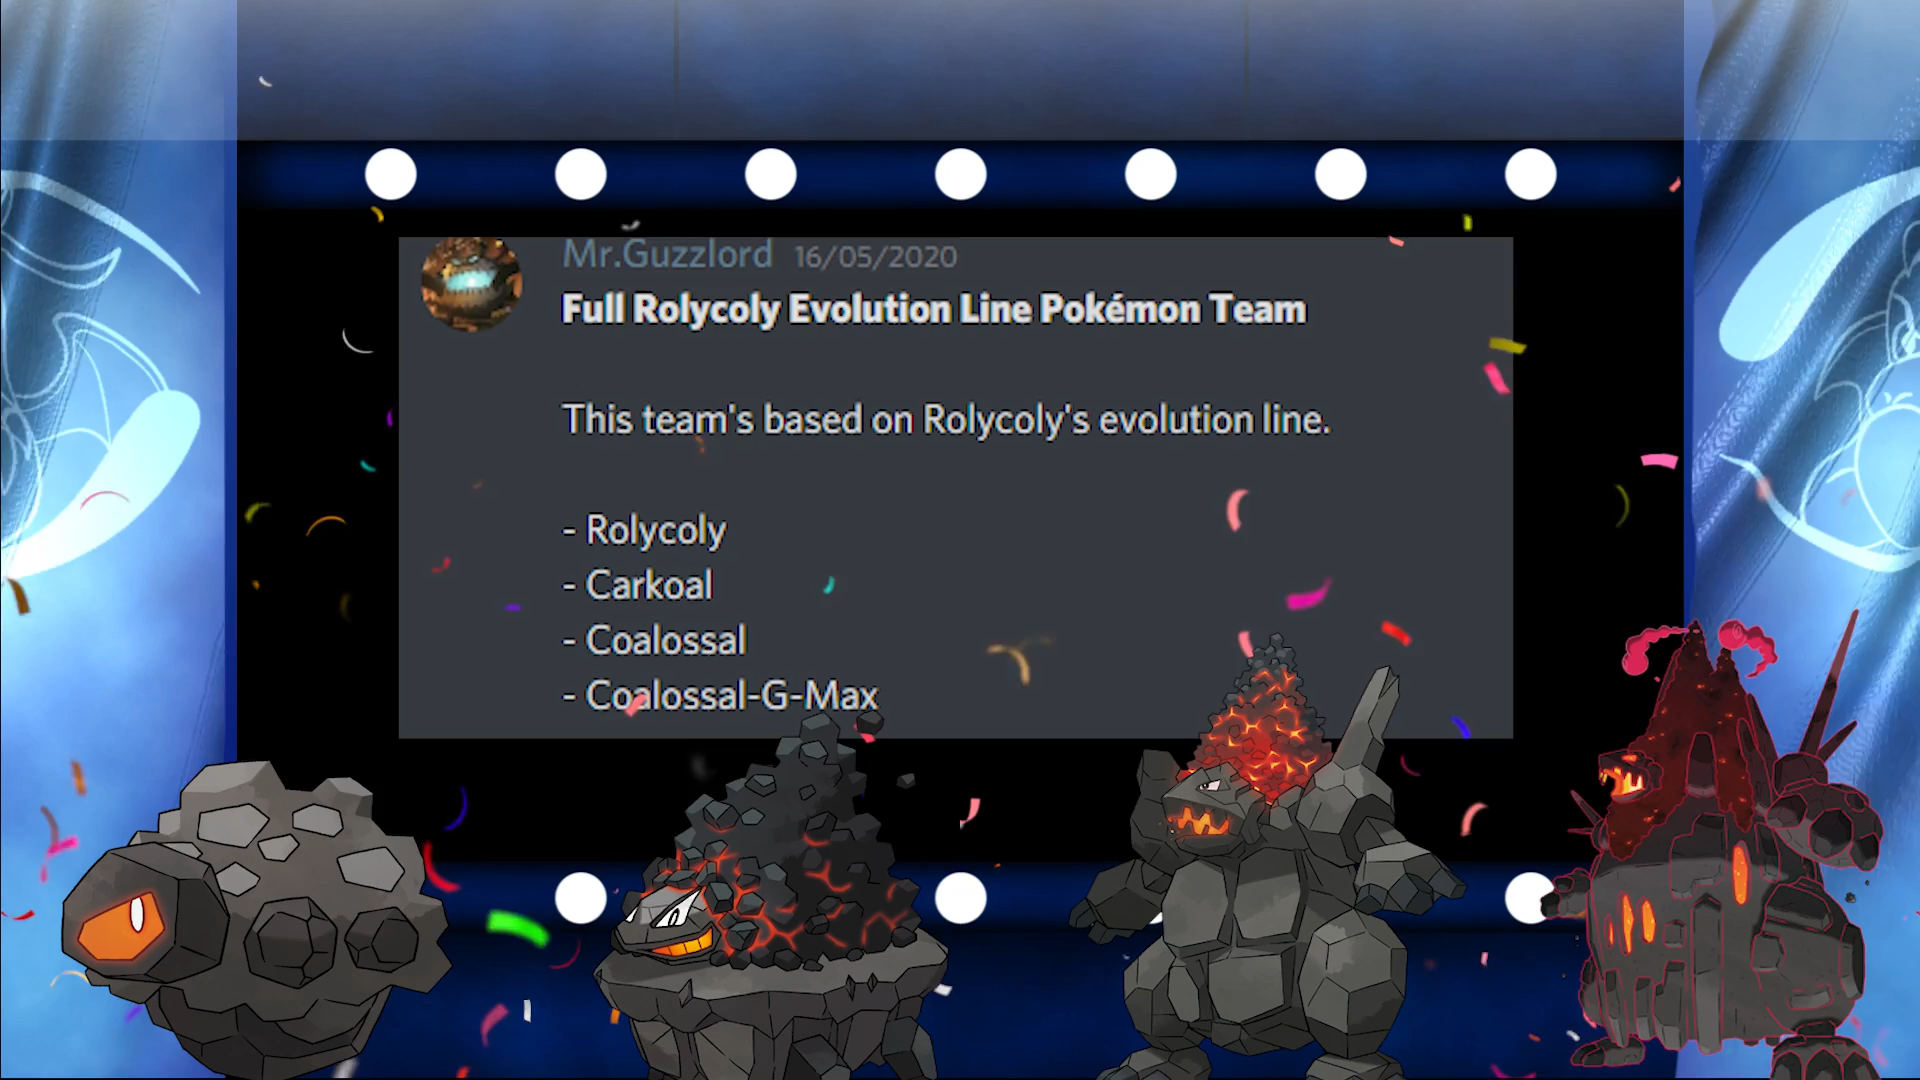 Mr.Guzzlord 16/05/2020
Full Rolycoly Evolution Line Pokémon Team
This team's based on Rolycoly's evolution line.
- Rolycoly
- Carkoal
- Coalossal
- Coalossal-G-Max